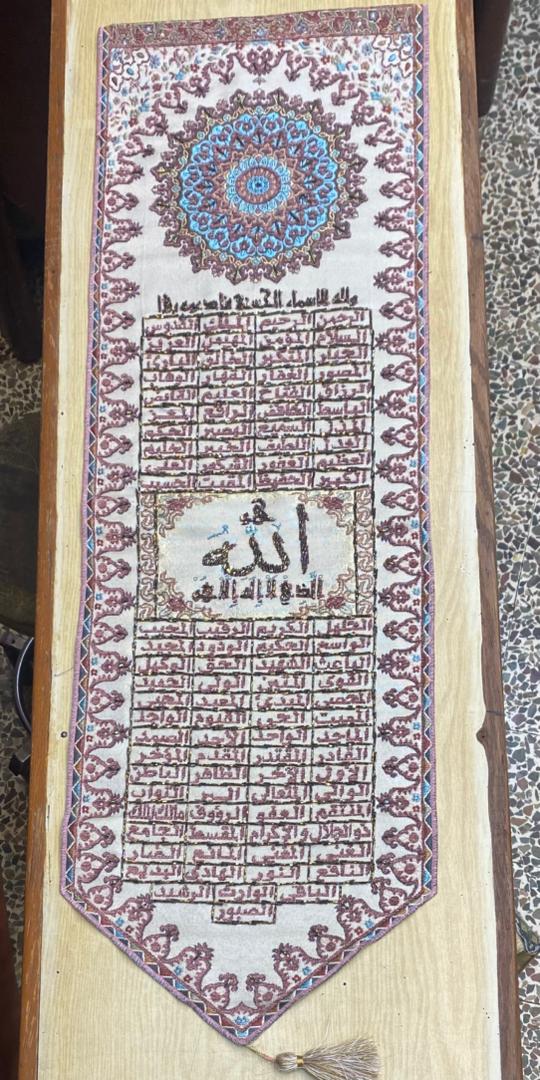 ولله الاسماء الحسنى فادعوه بها
الرحمن الرحيم الملك القدوس
السلام المؤمن المهيمن العزيز
الجبار المتكبر الخالق البارئ
المصور الغفار القهار الوهاب
الرزاق الفتاح العليم القابض
الباسط الخافض الرافع المعز
المذل السميع البصير الحكم
العدل اللطيف الخبير الحليم
العظيم الغفور الشكور العلي
الكبير الحفيظ المقيت الحسيب
هو
الله
الذي لا إله إلا هو
الجليل الكريم الرقيب المجيب
الواسع الحكيم الودود المجيد
الباعث الشهيد الحق الوكيل
القوي المتين الولي الحميد
المحصي المبدئ المعيد المحيي
المميت الحي القيوم الواجد
الماجد الواحد الاحد الصمد
القادر المقتدر المقدم المؤخر
الأول الآخر الظاهر الباطن
الوالي المتعالي البر التواب
المنتقم العفو الرؤوف مالك الملك
ذو الجلال والإكرام المقسط الجامع
الغني المغني المانع الضار
النافع النور الهادي البديع
الباقي الوارث الرشيد
الصبور